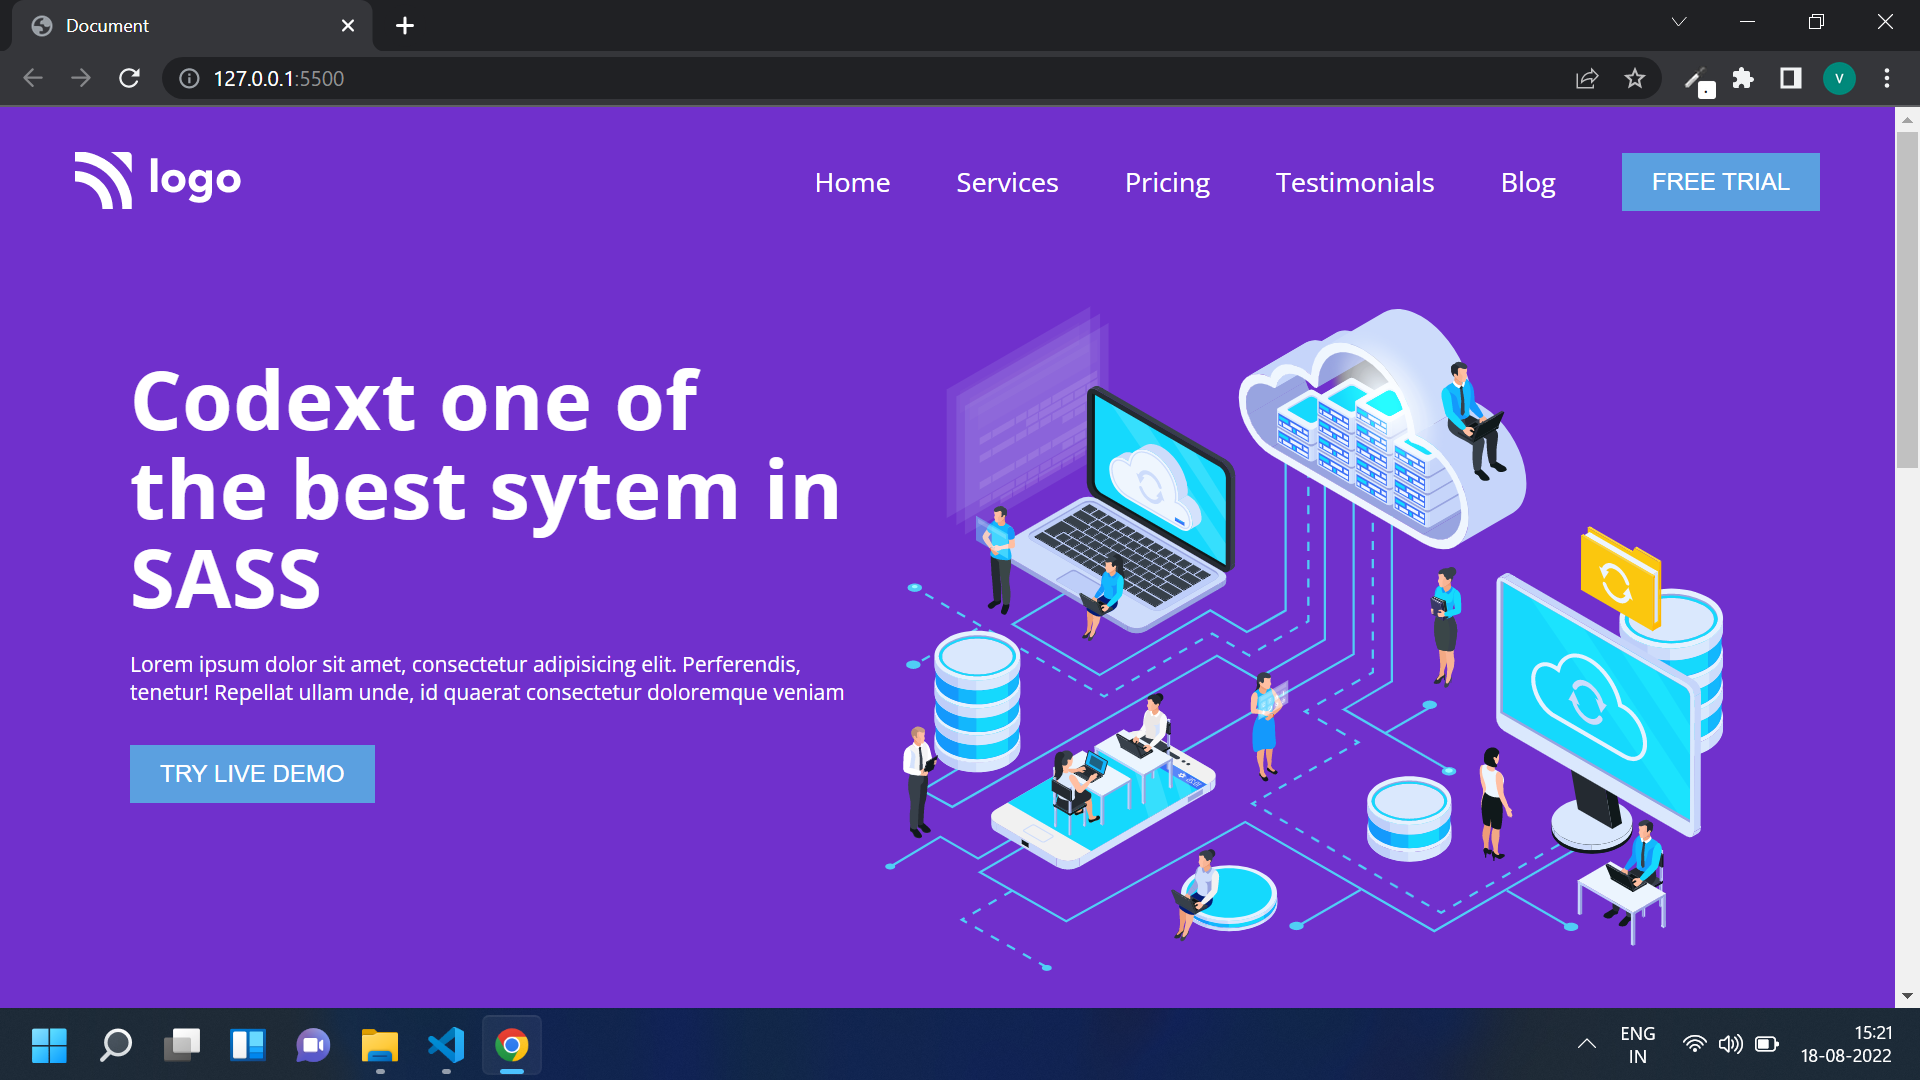 Document
127.0.0.1:5500
V
logo
Home Services Pricing Testimonials Blog FREE TRIAL
Codext one of
the best sytem in
SASS
Lorem ipsum dolor sit amet, consectetur adipisicing elit. Perferendis,
tenetur! Repellat ullam unde, id quaerat consectetur doloremque veniam
TRY LIVE DEMO
ENG
IN
15:21
18-08-2022